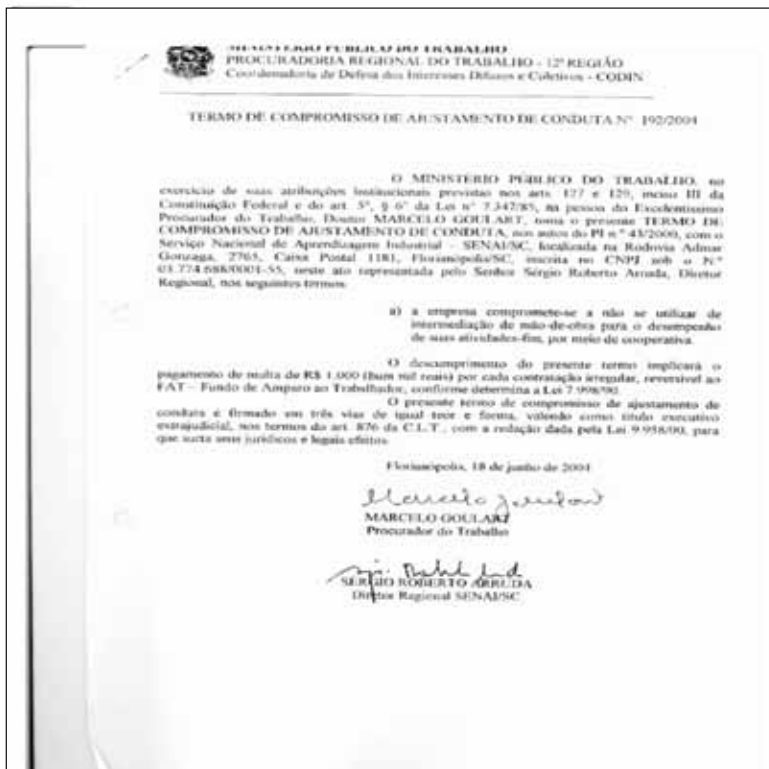 MINISTÉRIO PÚBLICO DO TRABALHO
PROCURADORIA REGIONAL DO TRABALHO - 12ª REGIÃO
Coordenadoria de Defesa dos Interesses Difusos e Coletivos - CODIN
TERMO DE COMPROMISSO DE AJUSTAMENTO DE CONDUTA Nº 192/2004
O MINISTÉRIO PÚBLICO DO TRABALHO, no
exercício de suas atribuições institucionais previstas nos arts. 127 e 129, inciso III da
Constituição Federal e do art. 5º, § 6º da Lei nº 7.347/85, na pessoa do Excelentíssimo
Procurador do Trabalho, Doutor MARCELO GOULART, toma o presente TERMO DE
COMPROMISSO DE AJUSTAMENTO DE CONDUTA, nos autos do PI n.º 43/2000, com o
Serviço Nacional de Aprendizagem Industrial – SENAI/SC, localizada na Rodovia Admar
Gonzaga, 2765, Caixa Postal 1181, Florianópolis/SC, inscrita no CNPJ sob o N.º
03.774.688/0001-55, neste ato representada pelo Senhor Sérgio Roberto Arruda, Diretor
Regional, nos seguintes termos:
a) a empresa compromete-se a não se utilizar de
intermediação de mão-de-obra para o desempenho
de suas atividades-fim, por meio de cooperativa.
O descumprimento do presente termo implicará o
pagamento de multa de R$ 1.000 (hum mil reais) por cada contratação irregular, reversível ao
FAT – Fundo de Amparo ao Trabalhador, conforme determina a Lei 7.998/90.
O presente termo de compromisso de ajustamento de
conduta é firmado em três vias de igual teor e forma, valendo como título executivo
extrajudicial, nos termos do art. 876 da C.L.T., com a redação dada pela Lei 9.958/00, para
que surta seus jurídicos e legais efeitos.
Florianópolis, 18 de junho de 2004
Marcelo Goulart
MARCELO GOULART
Procurador do Trabalho
SÉRGIO ROBERTO ARRUDA
Diretor Regional SENAI/SC